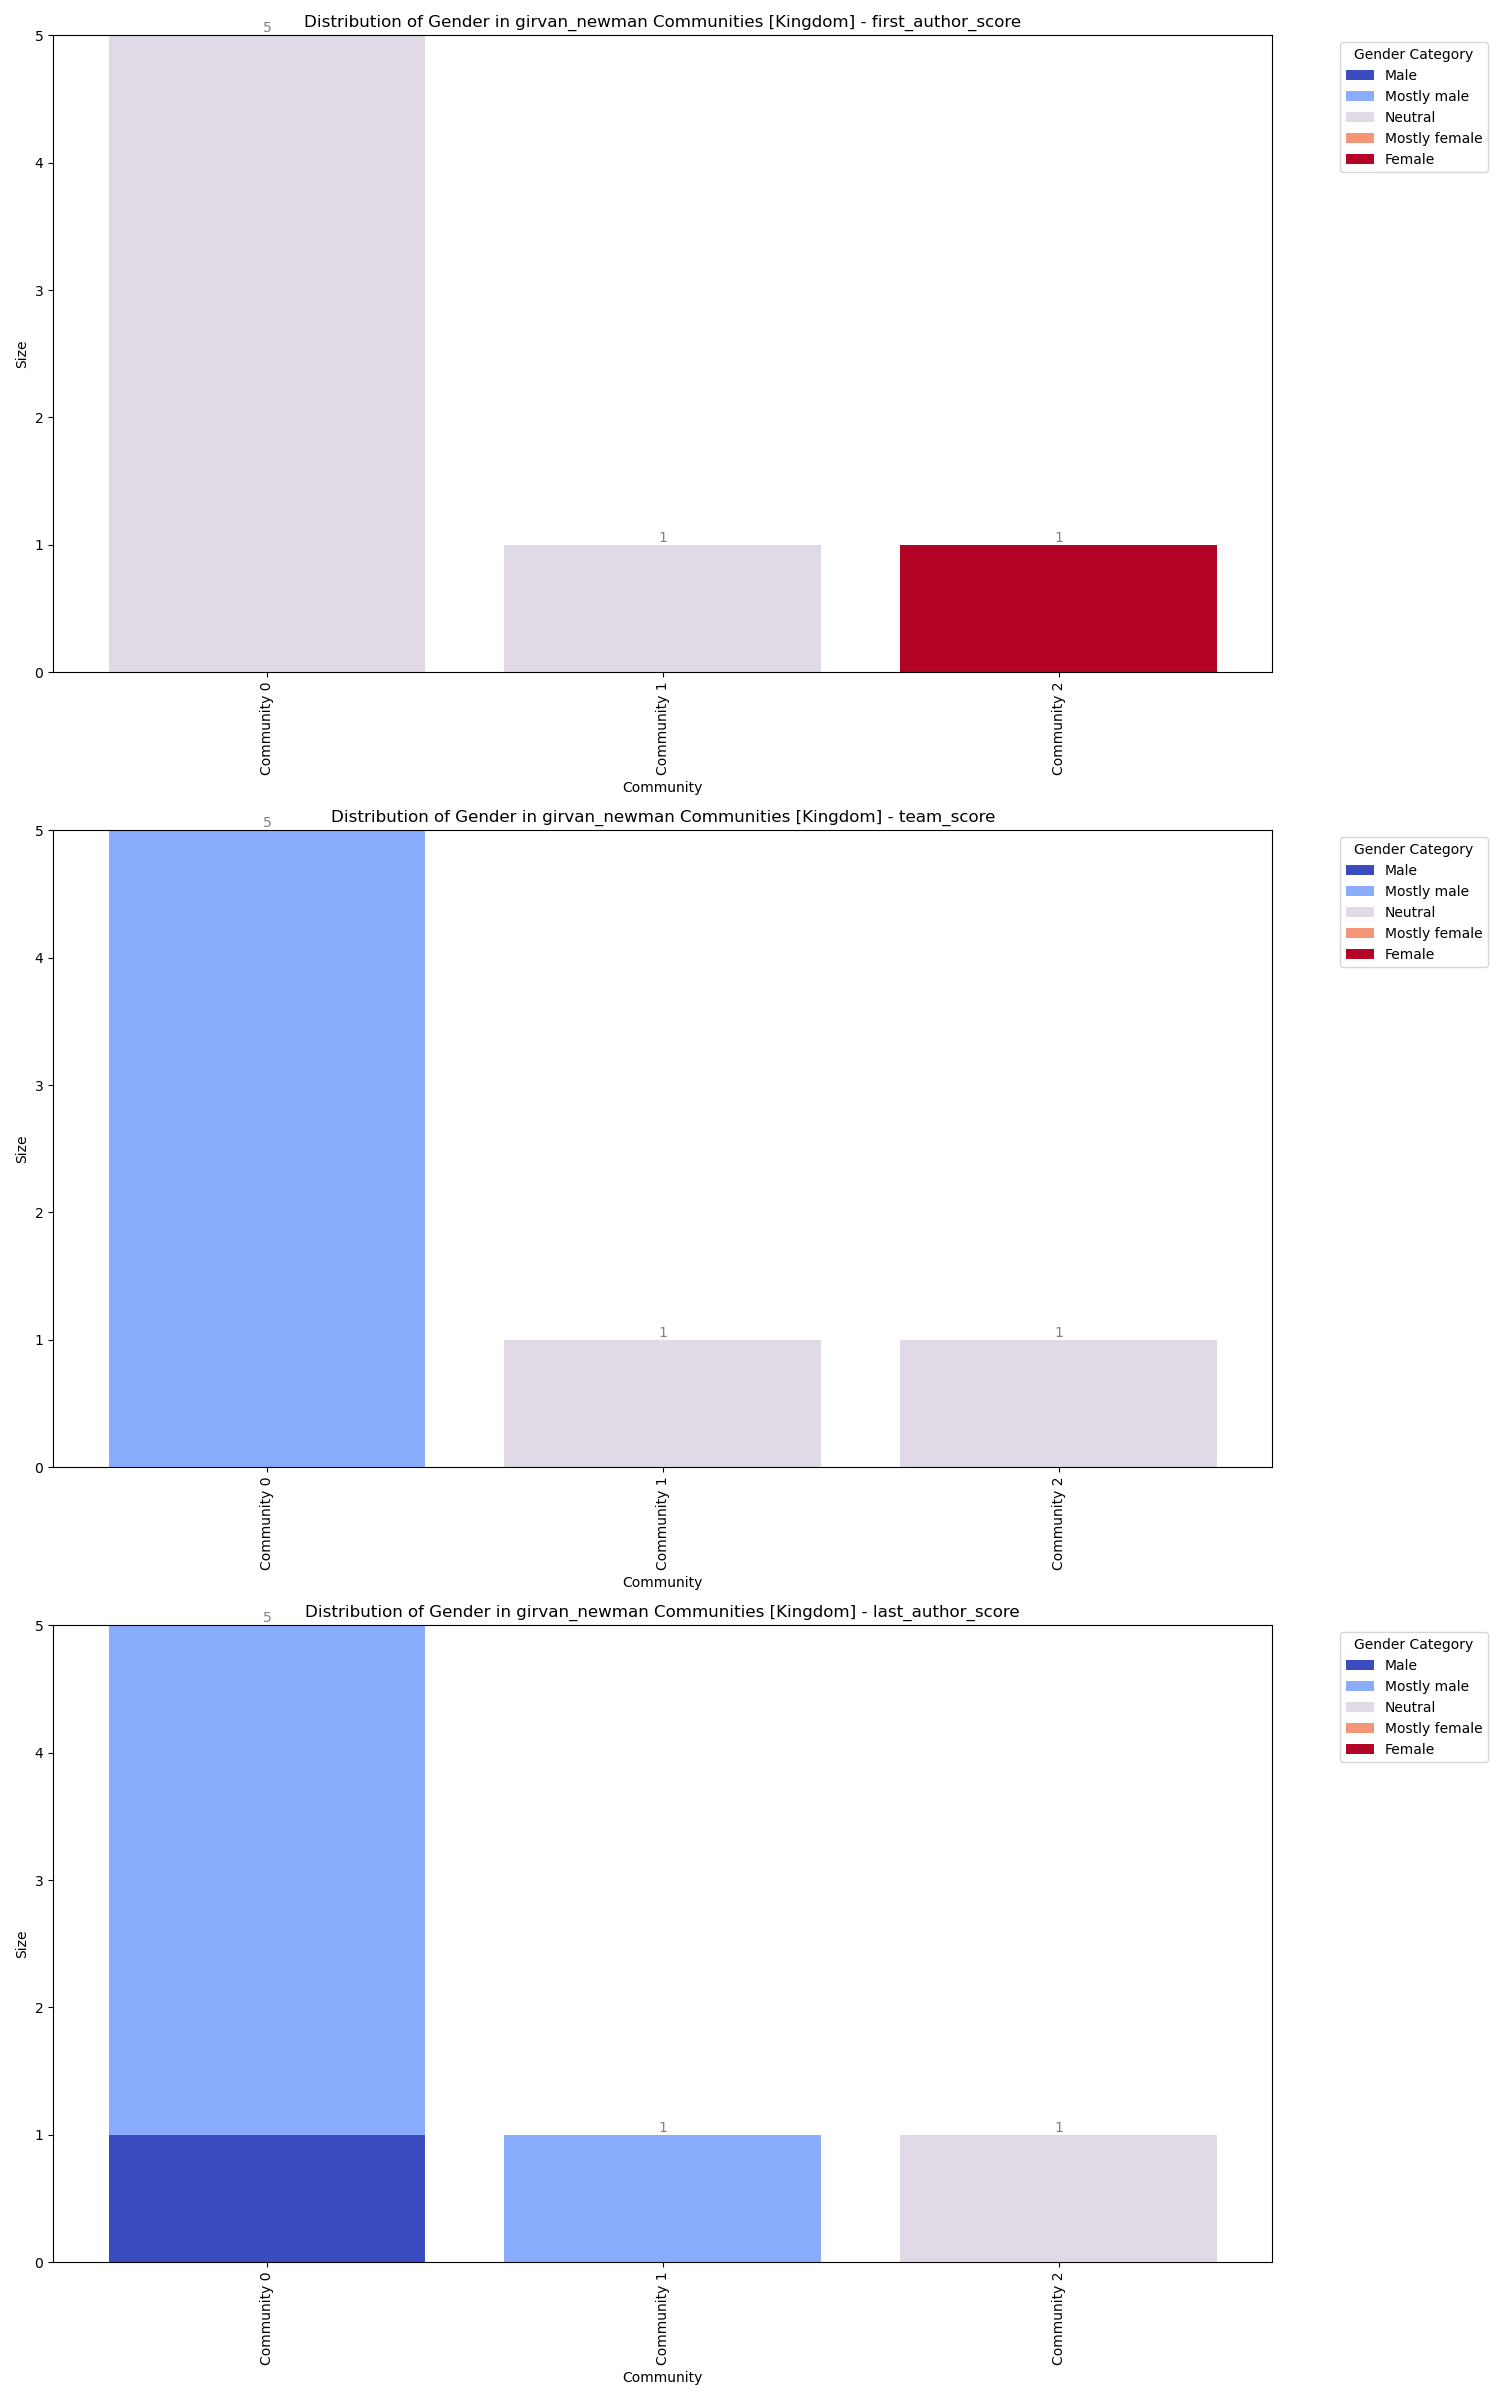 Distribution of Gender in girvan_newman Communities [Kingdom] - first_author_score
5
5
4
3
2
1
0
Size
1
1
Community 0
Community 1
Community 2
Community
Gender Category
Male
Mostly male
Neutral
Mostly female
Female
Distribution of Gender in girvan_newman Communities [Kingdom] - team_score
5
5
4
3
2
1
0
Size
1
1
Community 0
Community 1
Community 2
Community
Gender Category
Male
Mostly male
Neutral
Mostly female
Female
Distribution of Gender in girvan_newman Communities [Kingdom] - last_author_score
5
5
4
3
2
1
0
Size
1
1
Community 0
Community 1
Community 2
Community
Gender Category
Male
Mostly male
Neutral
Mostly female
Female